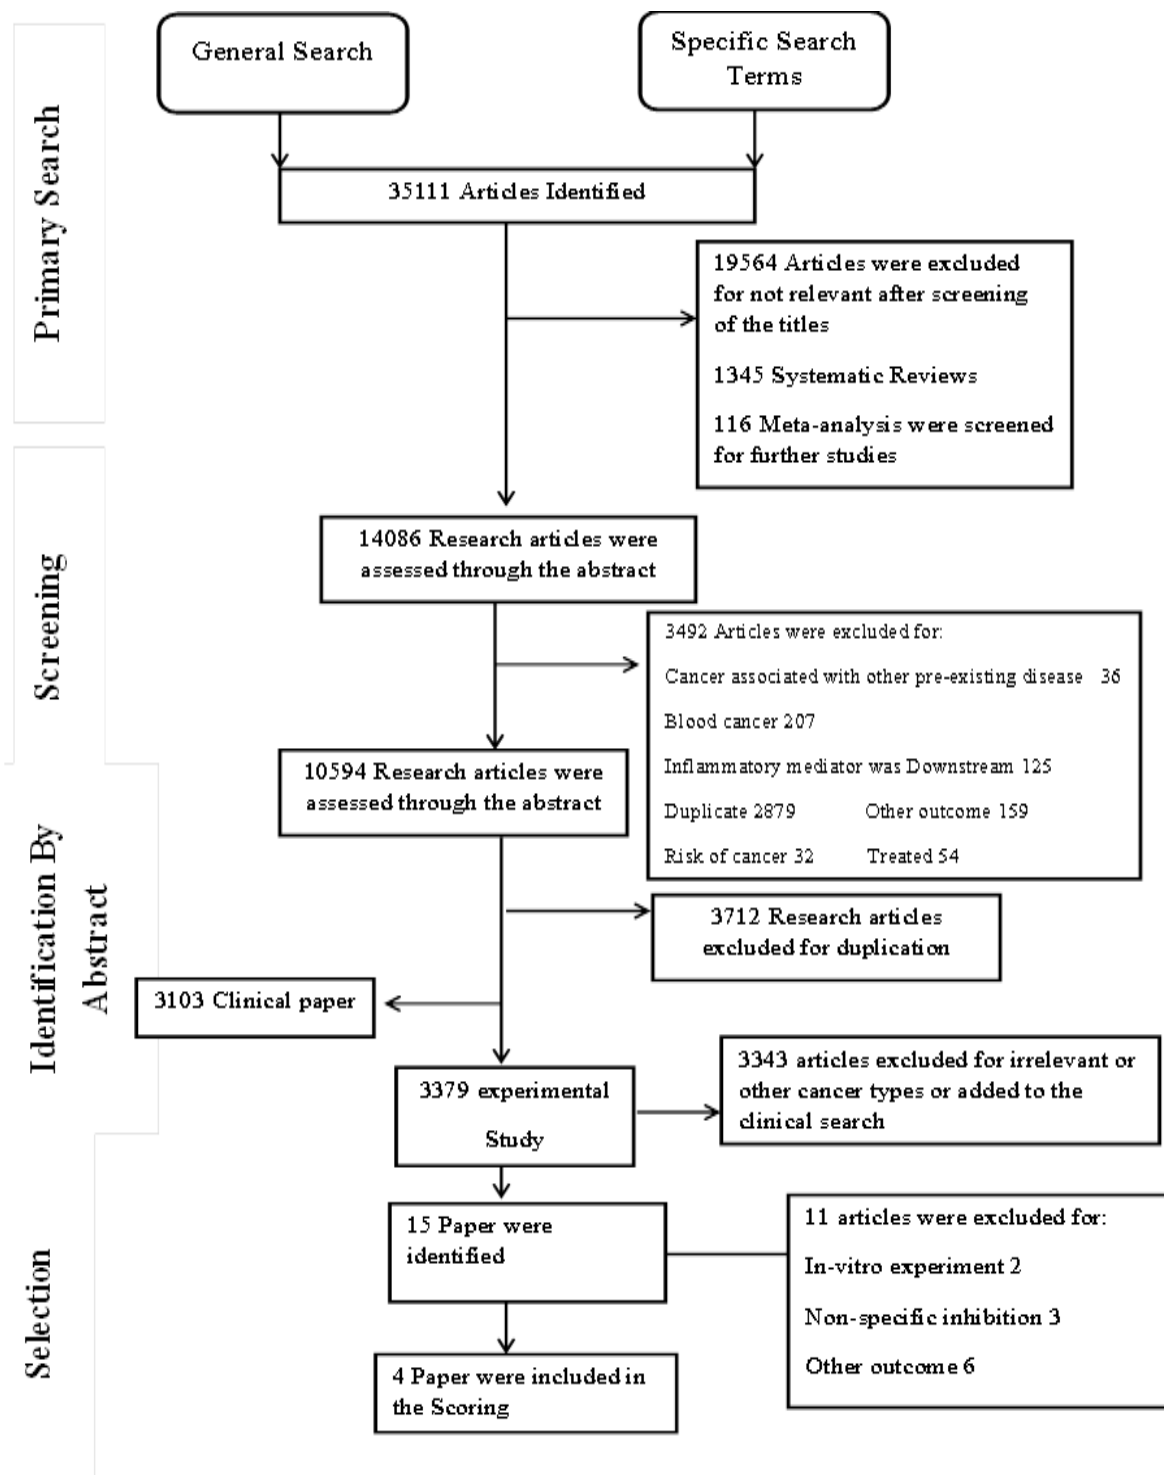 General Search
Specific Search
Terms
Primary Search
35111 Articles Identified
19564 Articles were excluded
for not relevant after screening
of the titles
1345 Systematic Reviews
116 Meta-analysis were screened
for further studies
Screening
14086 Research articles were
assessed through the abstract
3492 Articles were excluded for:
Cancer associated with other pre-existing disease 36
Blood cancer 207
Inflammatory mediator was Downstream 125
Duplicate 2879 Other outcome 159
Risk of cancer 32 Treated 54
10594 Research articles were
assessed through the abstract
Identification By
Abstract
3712 Research articles
excluded for duplication
3103 Clinical paper
3379 experimental
Study
3343 articles excluded for irrelevant or
other cancer types or added to the
clinical search
Selection
15 Paper were
identified
11 articles were excluded for:
In-vitro experiment 2
Non-specific inhibition 3
Other outcome 6
4 Paper were included in
the Scoring